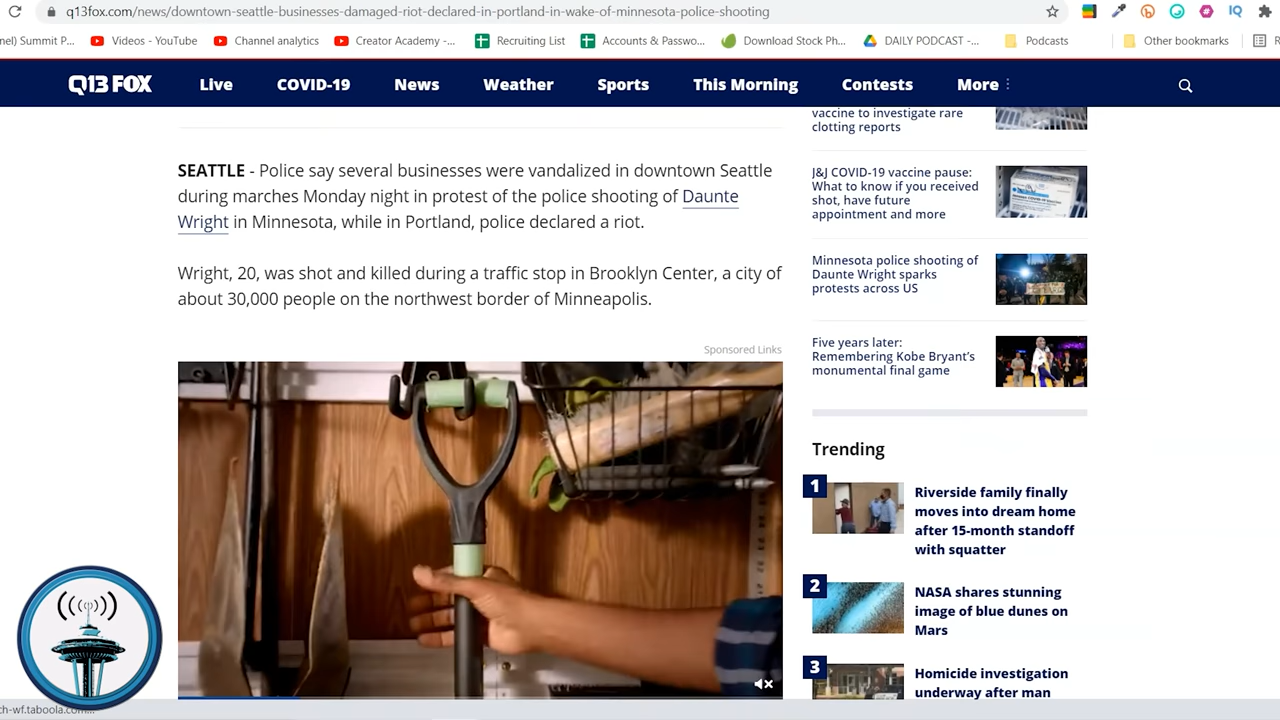 q13fox.com/news/downtown-seattle-businesses-damaged-riot-declared-in-portland-in-wake-of-minnesota-police-shooting
nel) Summit P... Videos - YouTube Channel analytics Creator Academy -... Recruiting List Accounts & Passwo... Download Stock Ph... DAILY PODCAST -... Podcasts Other bookmarks
Q13 FOX Live COVID-19 News Weather Sports This Morning Contests More
SEATTLE - Police say several businesses were vandalized in downtown Seattle
during marches Monday night in protest of the police shooting of Daunte
Wright in Minnesota, while in Portland, police declared a riot.
Wright, 20, was shot and killed during a traffic stop in Brooklyn Center, a city of
about 30,000 people on the northwest border of Minneapolis.
Sponsored Links
vaccine to investigate rare
clotting reports
J&J COVID-19 vaccine pause:
What to know if you received
shot, have future
appointment and more
Minnesota police shooting of
Daunte Wright sparks
protests across US
Five years later:
Remembering Kobe Bryant's
monumental final game
Trending
1
Riverside family finally
moves into dream home
after 15-month standoff
with squatter
2
NASA shares stunning
image of blue dunes on
Mars
3
Homicide investigation
underway after man
ch-wf.taboola.com...